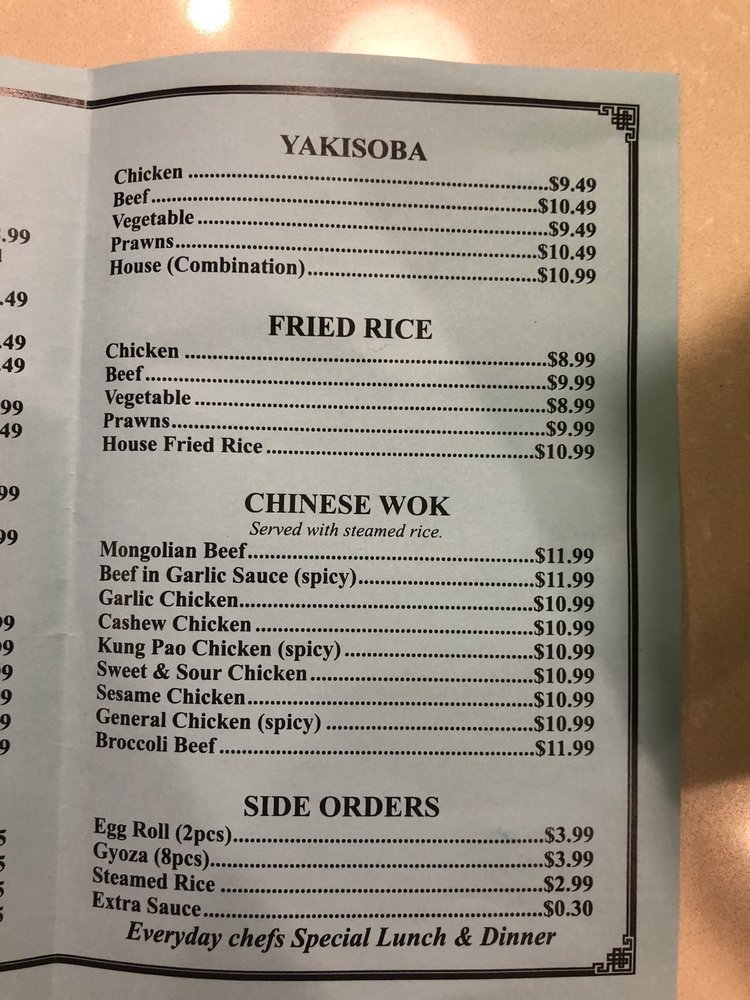 YAKISOBA
Chicken ........ $9.49
Beef ........ $10.49
Vegetable ........ $9.49
Prawns ........ $10.49
House (Combination) ........ $10.99
FRIED RICE
Chicken ........ $8.99
Beef ........ $9.99
Vegetable ........ $8.99
Prawns ........ $9.99
House Fried Rice ........ $10.99
CHINESE WOK
Served with steamed rice.
Mongolian Beef ........ $11.99
Beef in Garlic Sauce (spicy) ........ $11.99
Garlic Chicken ........ $10.99
Cashew Chicken ........ $10.99
Kung Pao Chicken (spicy) ........ $10.99
Sweet & Sour Chicken ........ $10.99
Sesame Chicken ........ $10.99
General Chicken (spicy) ........ $10.99
Broccoli Beef ........ $11.99
SIDE ORDERS
Egg Roll (2pcs) ........ $3.99
Gyoza (8pcs) ........ $3.99
Steamed Rice ........ $2.99
Extra Sauce ........ $0.30
Everyday chefs Special Lunch & Dinner